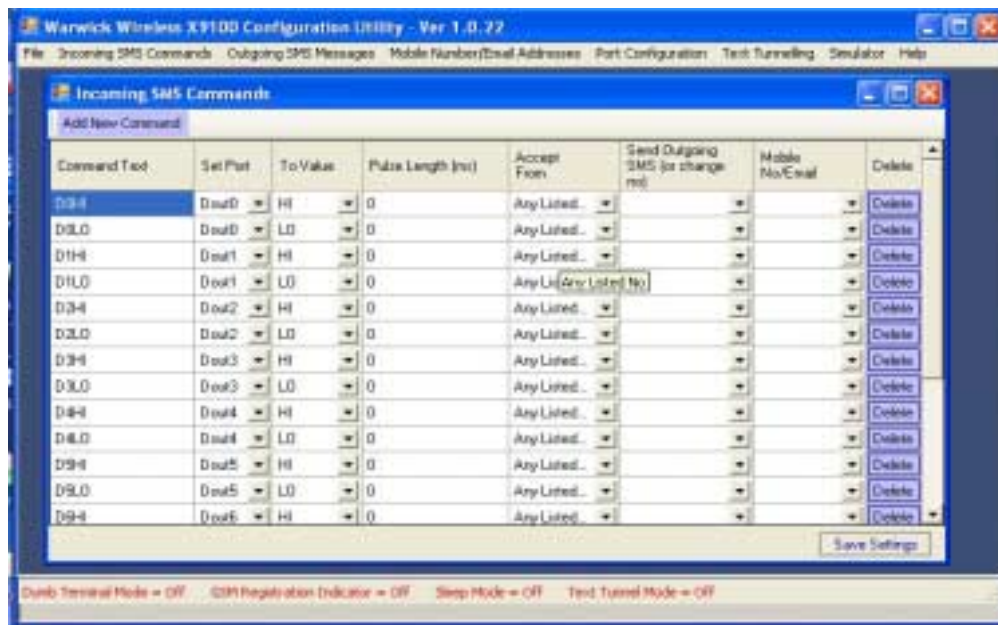 Warwick Wireless X9100 Configuration Utility - Ver 1.0.22
File Incoming SMS Commands Outgoing SMS Messages Mobile Number/Email Addresses Port Configuration Text Tunnelling Simulator Help
Incoming SMS Commands
Add New Command
Command Text Set Port To Value Pulse Length (ms) Accept From Send Outgoing SMS (or change no) Mobile No/Email Delete
D0HI Dout0 HI 0 Any Listed... Delete
D0LO Dout0 LO 0 Any Listed... Delete
D1HI Dout1 HI 0 Any Listed... Delete
D1LO Dout1 LO 0 Any Li Any Listed No Delete
D2HI Dout2 HI 0 Any Listed... Delete
D2LO Dout2 LO 0 Any Listed... Delete
D3HI Dout3 HI 0 Any Listed... Delete
D3LO Dout3 LO 0 Any Listed... Delete
D4HI Dout4 HI 0 Any Listed... Delete
D4LO Dout4 LO 0 Any Listed... Delete
D5HI Dout5 HI 0 Any Listed... Delete
D5LO Dout5 LO 0 Any Listed... Delete
Dout6 HI 0 Any Listed... Delete
Save Settings
Dumb Terminal Mode = Off GSM Registration Indicator = Off Sleep Mode = Off Text Tunnel Mode = Off